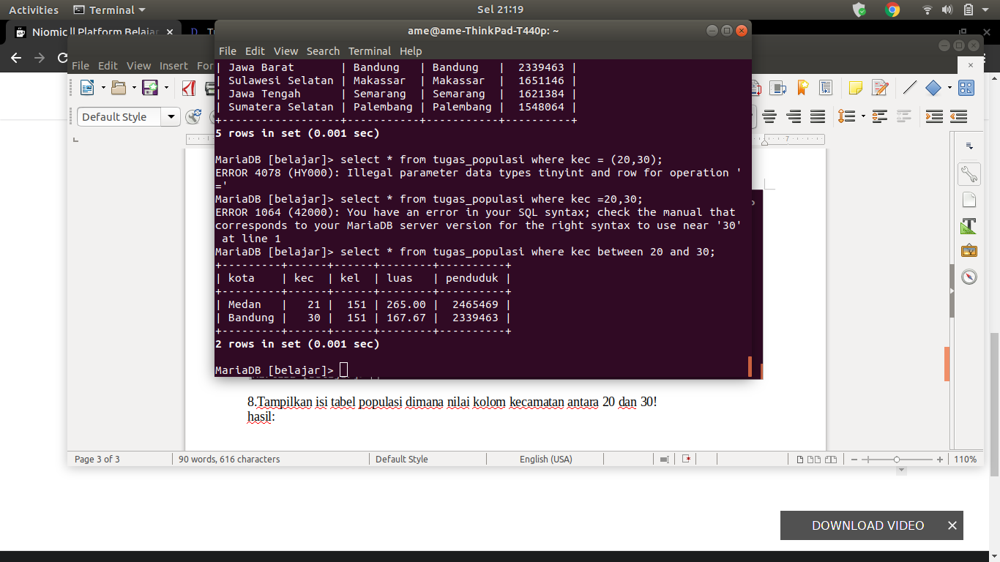 Activities Terminal Sel 21:19
Niomic || Platform Belajar
ame@ame-ThinkPad-T440p: ~
File Edit View Search Terminal Help
File Edit View Insert For
Default Style
| Jawa Barat | Bandung | Bandung | 2339463 |
| Sulawesi Selatan | Makassar | Makassar | 1651146 |
| Jawa Tengah | Semarang | Semarang | 1621384 |
| Sumatera Selatan | Palembang | Palembang | 1548064 |
+------------------+-----------+-----------+----------+
5 rows in set (0.001 sec)
MariaDB [belajar]> select * from tugas_populasi where kec = (20,30);
ERROR 4078 (HY000): Illegal parameter data types tinyint and row for operation '
='
MariaDB [belajar]> select * from tugas_populasi where kec =20,30;
ERROR 1064 (42000): You have an error in your SQL syntax; check the manual that
corresponds to your MariaDB server version for the right syntax to use near '30'
at line 1
MariaDB [belajar]> select * from tugas_populasi where kec between 20 and 30;
+---------+------+------+--------+----------+
| kota | kec | kel | luas | penduduk |
+---------+------+------+--------+----------+
| Medan | 21 | 151 | 265.00 | 2465469 |
| Bandung | 30 | 151 | 167.67 | 2339463 |
+---------+------+------+--------+----------+
2 rows in set (0.001 sec)
MariaDB [belajar]>
7
8.Tampilkan isi tabel populasi dimana nilai kolom kecamatan antara 20 dan 30!
hasil:
Page 3 of 3 90 words, 616 characters Default Style English (USA) 110%
DOWNLOAD VIDEO ×